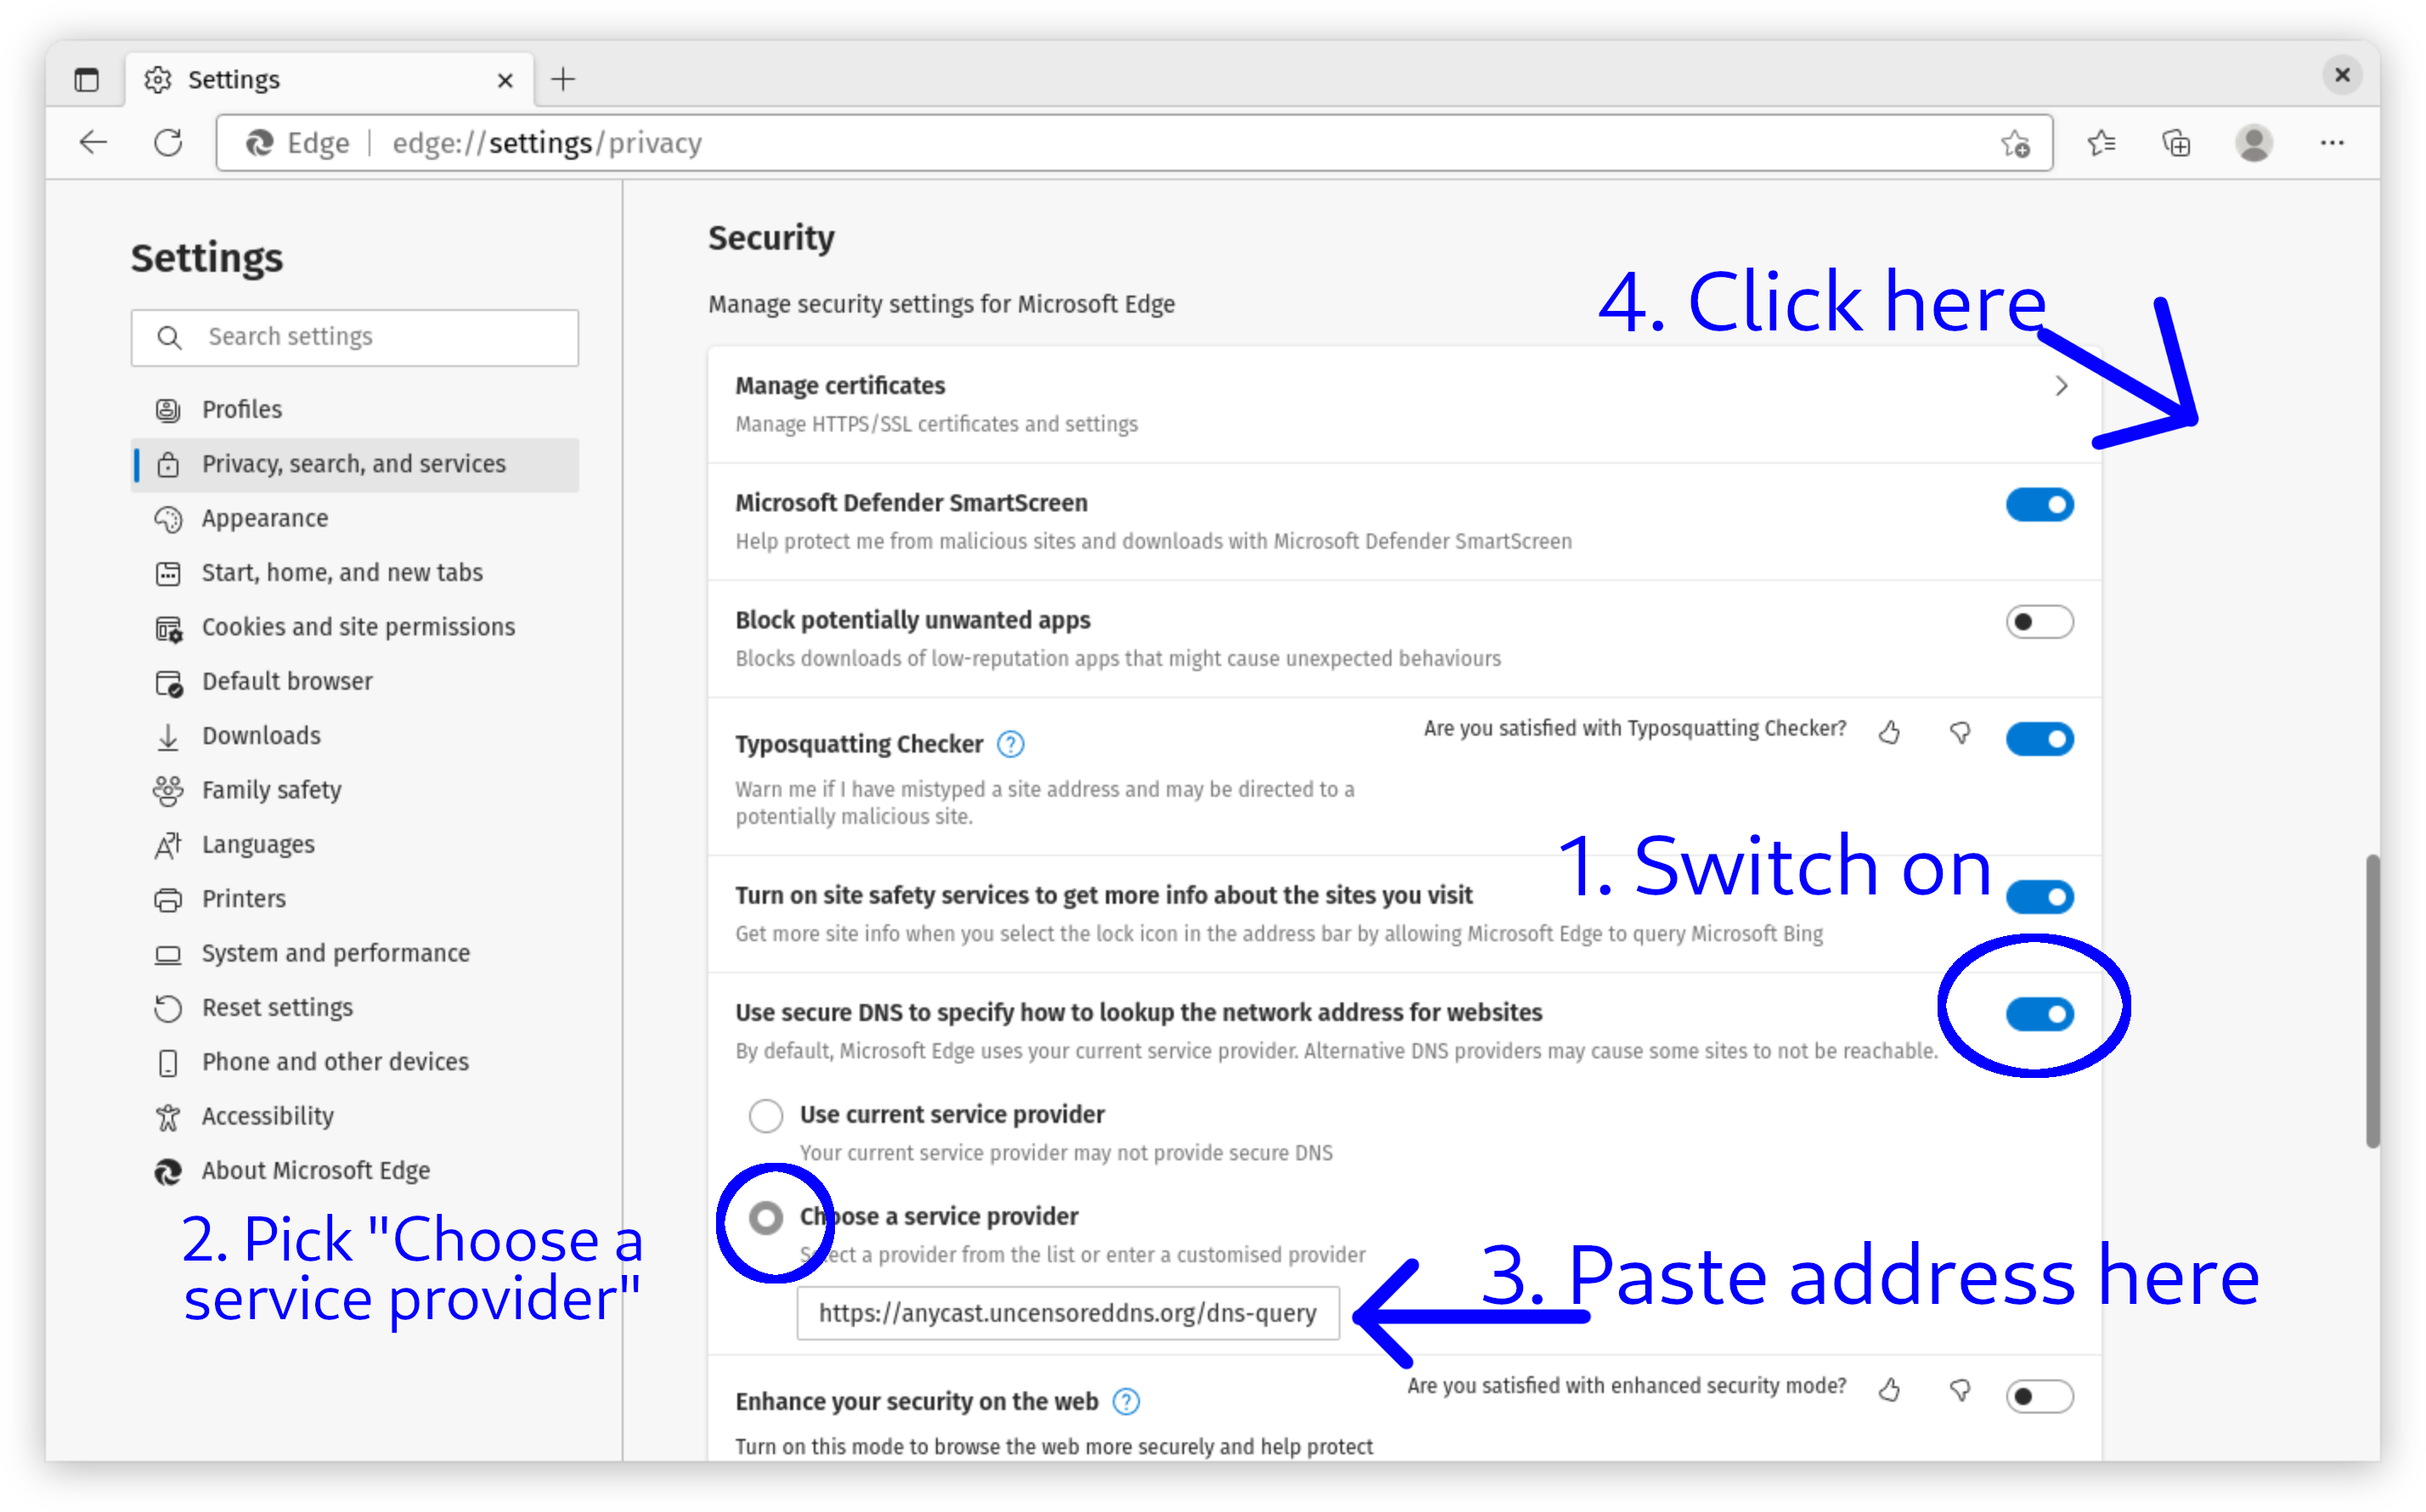 Settings
Edge | edge://settings/privacy
Settings
Search settings
Profiles
Privacy, search, and services
Appearance
Start, home, and new tabs
Cookies and site permissions
Default browser
Downloads
Family safety
Languages
Printers
System and performance
Reset settings
Phone and other devices
Accessibility
About Microsoft Edge
2. Pick "Choose a
service provider"
Security
Manage security settings for Microsoft Edge
4. Click here
Manage certificates
Manage HTTPS/SSL certificates and settings
Microsoft Defender SmartScreen
Help protect me from malicious sites and downloads with Microsoft Defender SmartScreen
Block potentially unwanted apps
Blocks downloads of low-reputation apps that might cause unexpected behaviours
Typosquatting Checker ?
Are you satisfied with Typosquatting Checker?
Warn me if I have mistyped a site address and may be directed to a
potentially malicious site.
1. Switch on
Turn on site safety services to get more info about the sites you visit
Get more site info when you select the lock icon in the address bar by allowing Microsoft Edge to query Microsoft Bing
Use secure DNS to specify how to lookup the network address for websites
By default, Microsoft Edge uses your current service provider. Alternative DNS providers may cause some sites to not be reachable.
Use current service provider
Your current service provider may not provide secure DNS
Choose a service provider
Select a provider from the list or enter a customised provider
3. Paste address here
https://anycast.uncensoreddns.org/dns-query
Enhance your security on the web ?
Are you satisfied with enhanced security mode?
Turn on this mode to browse the web more securely and help protect